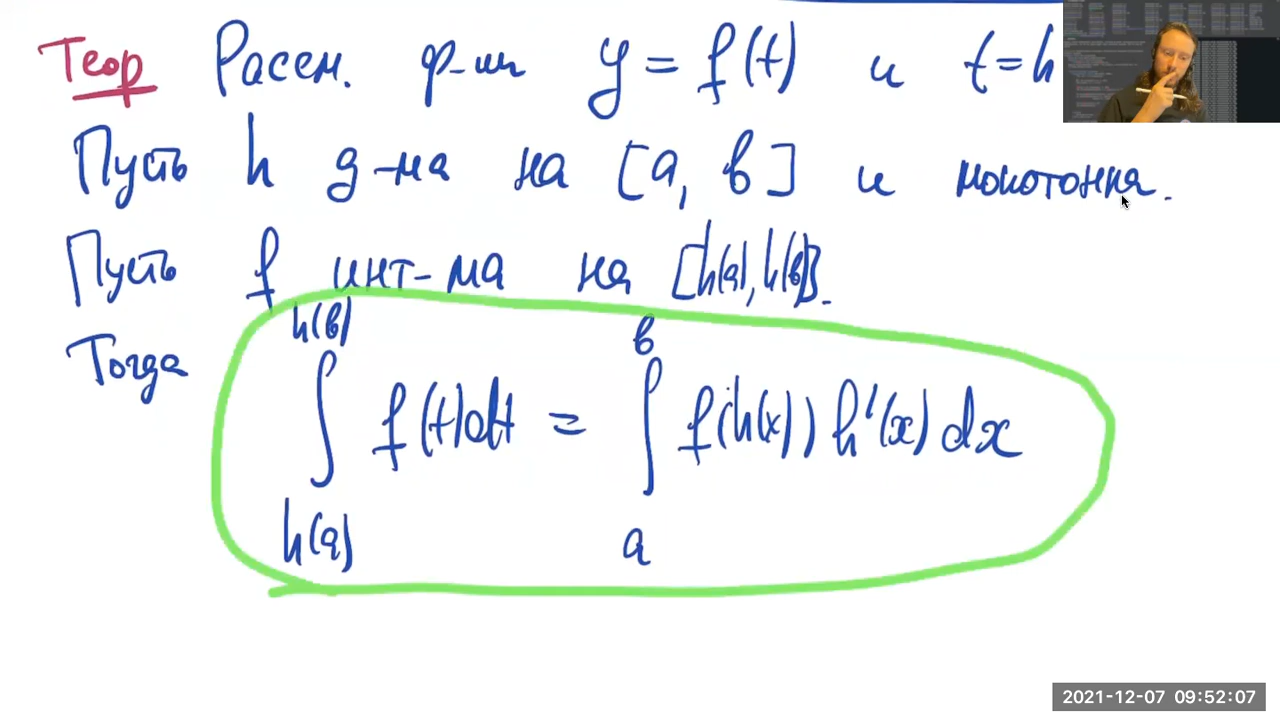 Теор Рассм. ф-ии y = f(t) и t = h
Пусть h д-ма на [a, b] и монотонна.
Пусть f инт-ма на [h(a), h(b)].
Тогда ∫_{h(a)}^{h(b)} f(t)dt = ∫_a^b f(h(x)) h'(x) dx
2021-12-07 09:52:07